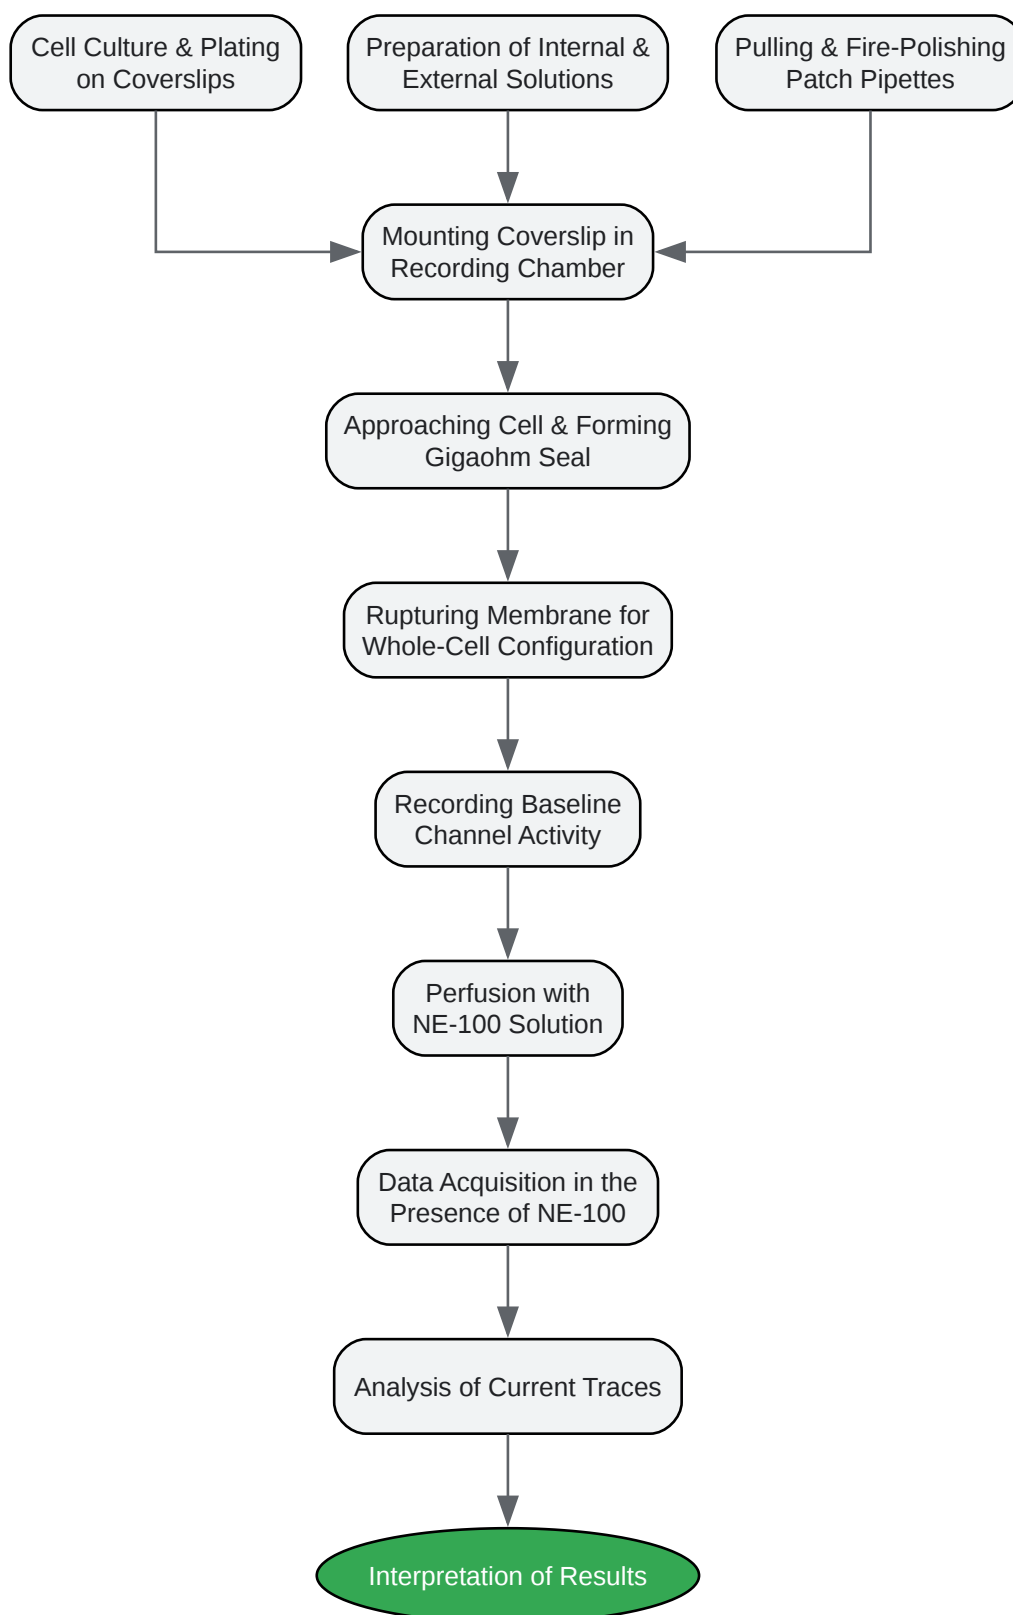 Cell Culture & Plating
on Coverslips
Preparation of Internal &
External Solutions
Pulling & Fire-Polishing
Patch Pipettes
Mounting Coverslip in
Recording Chamber
Approaching Cell & Forming
Gigaohm Seal
Rupturing Membrane for
Whole-Cell Configuration
Recording Baseline
Channel Activity
Perfusion with
NE-100 Solution
Data Acquisition in the
Presence of NE-100
Analysis of Current Traces
Interpretation of Results